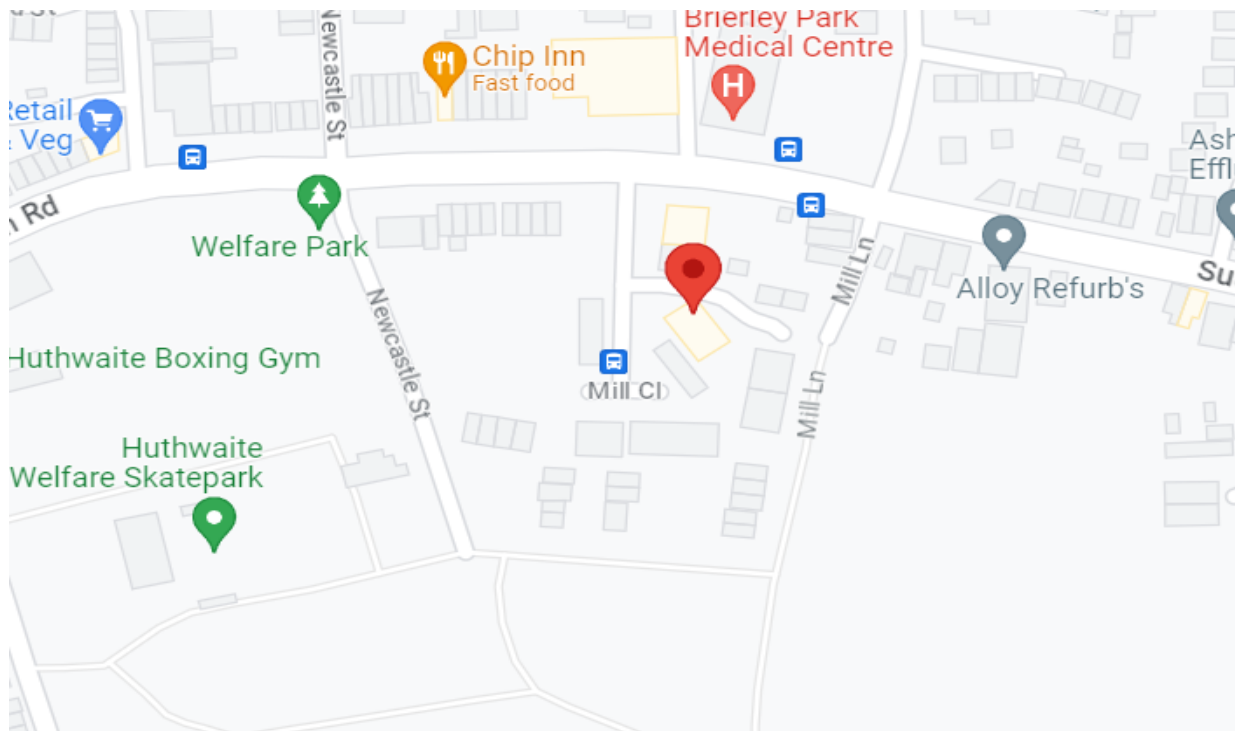 Newcastle St
Chip Inn
Fast food
Brierley Park
Medical Centre
H
Retail
& Veg
Rd
Welfare Park
Mill Ln
Alloy Refurb's
Ash
Effl
Su
Newcastle St
Huthwaite Boxing Gym
Mill Cl
Mill Ln
Huthwaite
Welfare Skatepark